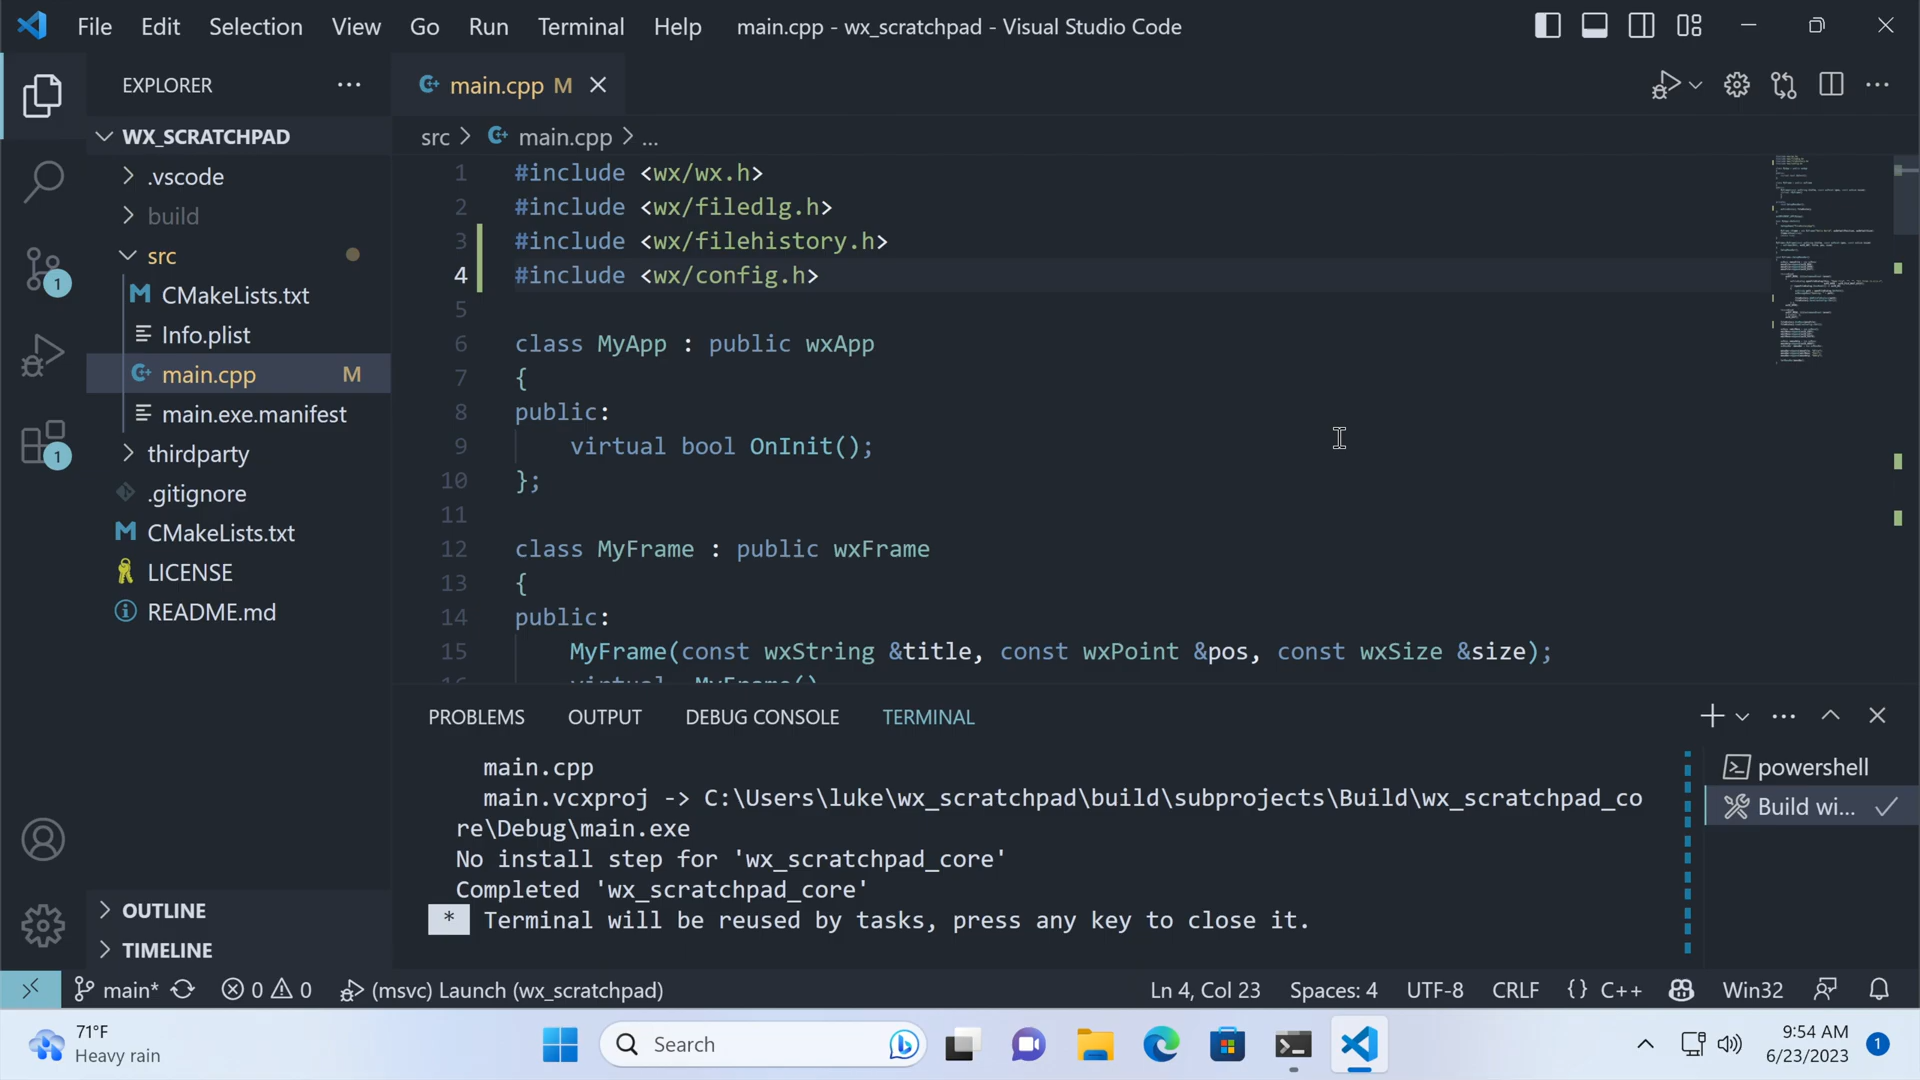 File Edit Selection View Go Run Terminal Help main.cpp - wx_scratchpad - Visual Studio Code
EXPLORER
main.cpp M
WX_SCRATCHPAD
.vscode
build
src
CMakeLists.txt
Info.plist
main.cpp M
main.exe.manifest
thirdparty
.gitignore
CMakeLists.txt
LICENSE
README.md
OUTLINE
TIMELINE
1
1
src > main.cpp > ...
1 #include <wx/wx.h>
2 #include <wx/filedlg.h>
3 #include <wx/filehistory.h>
4 #include <wx/config.h>
5
6 class MyApp : public wxApp
7 {
8 public:
9 virtual bool OnInit();
10 };
11
12 class MyFrame : public wxFrame
13 {
14 public:
15 MyFrame(const wxString &title, const wxPoint &pos, const wxSize &size);
PROBLEMS OUTPUT DEBUG CONSOLE TERMINAL
main.cpp
main.vcxproj -> C:\Users\luke\wx_scratchpad\build\subprojects\Build\wx_scratchpad_co
re\Debug\main.exe
No install step for 'wx_scratchpad_core'
Completed 'wx_scratchpad_core'
* Terminal will be reused by tasks, press any key to close it.
powershell
Build wi...
main* 0 0 (msvc) Launch (wx_scratchpad) Ln 4, Col 23 Spaces: 4 UTF-8 CRLF {} C++ Win32
71°F
Heavy rain
Search
9:54 AM
6/23/2023
1